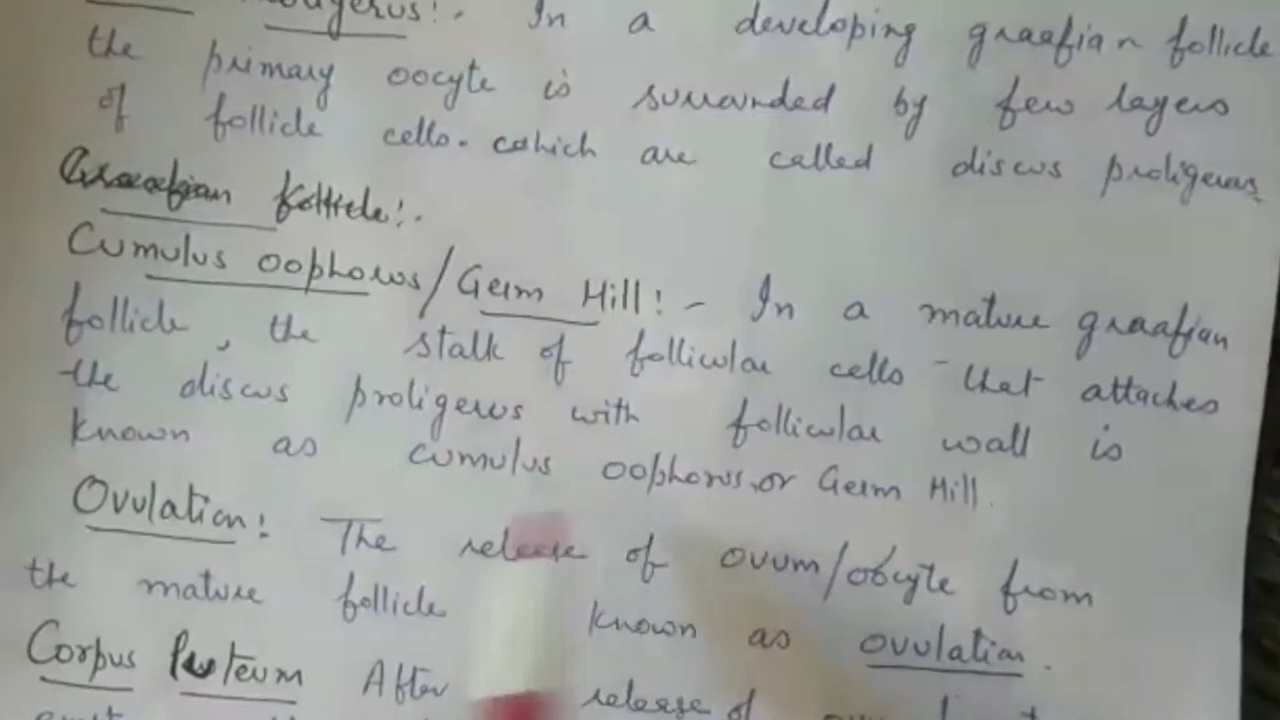 In a developing graafian follicle
the primary oocyte is surrounded by few layers
of follicle cells. which are called discus proligerus
Graafian follicle:-
Cumulus oophorus/Germ Hill:- In a mature graafian
follicle, the stalk of follicular cells that attaches
the discus proligerus with follicular wall is
known as cumulus oophorus or Germ Hill.
Ovulation: The release of ovum/oocyte from
the mature follicle known as ovulation.
Corpus luteum After release of